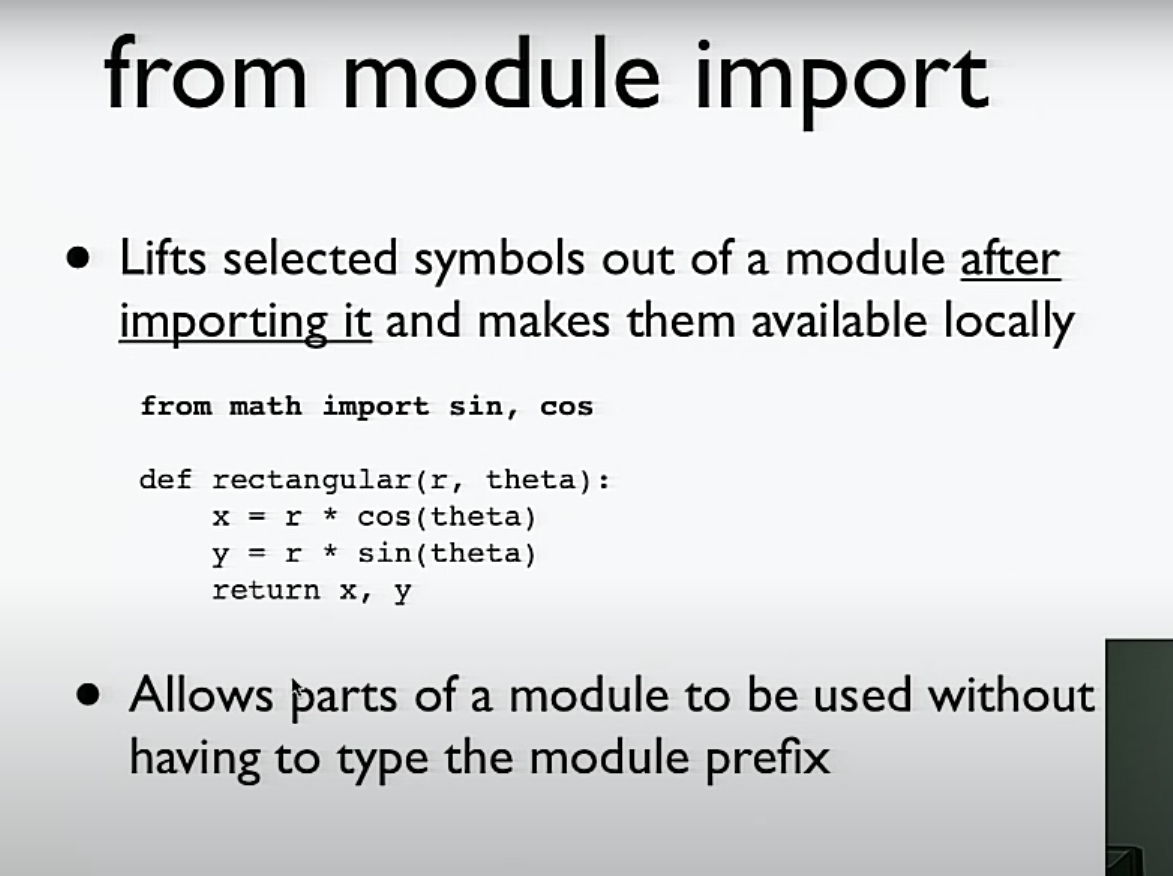 from module import
• Lifts selected symbols out of a module after
importing it and makes them available locally
from math import sin, cos
def rectangular(r, theta):
    x = r * cos(theta)
    y = r * sin(theta)
    return x, y
• Allows parts of a module to be used without
having to type the module prefix